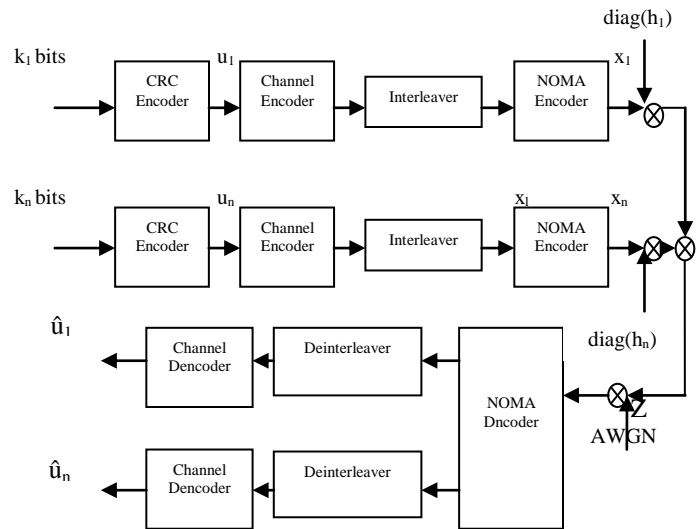 diag(h₁)
k₁ bits
u₁
x₁
CRC
Encoder
Channel
Encoder
Interleaver
NOMA
Encoder
kₙ bits
uₙ
x₁
xₙ
CRC
Encoder
Channel
Encoder
Interleaver
NOMA
Encoder
diag(hₙ)
û₁
Channel
Dencoder
Deinterleaver
NOMA
Dncoder
Z
AWGN
ûₙ
Channel
Dencoder
Deinterleaver